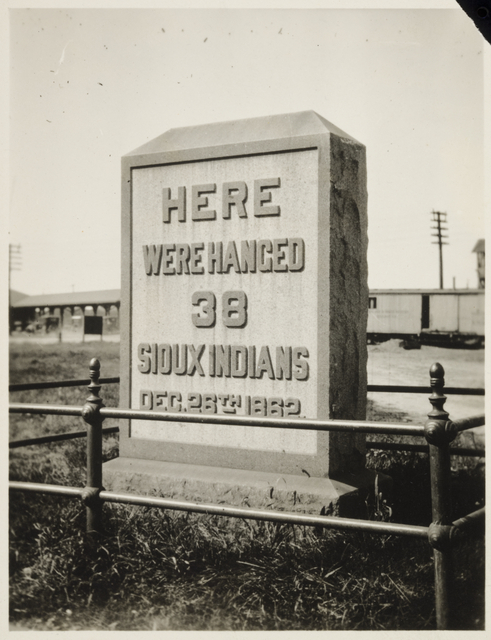 HERE
WERE HANGED
38
SIOUX INDIANS
DEC. 26TH 1862.